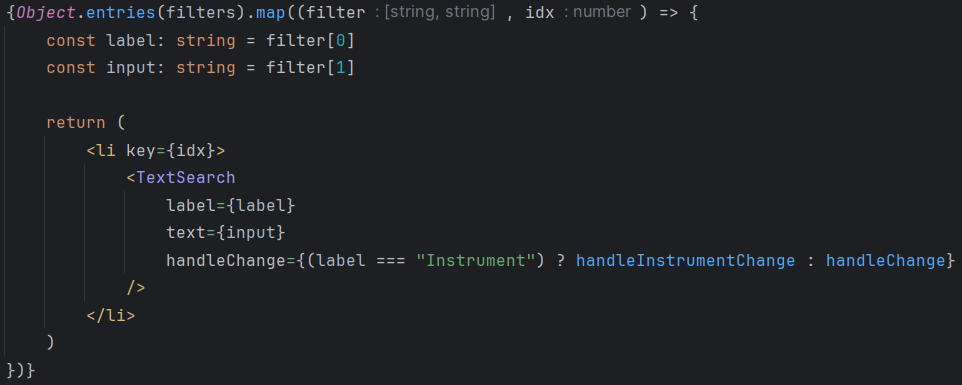 {Object.entries(filters).map((filter : [string, string] , idx : number ) => {
    const label: string = filter[0]
    const input: string = filter[1]

    return (
        <li key={idx}>
            <TextSearch
                label={label}
                text={input}
                handleChange={(label === "Instrument") ? handleInstrumentChange : handleChange}
            />
        </li>
    )
})}